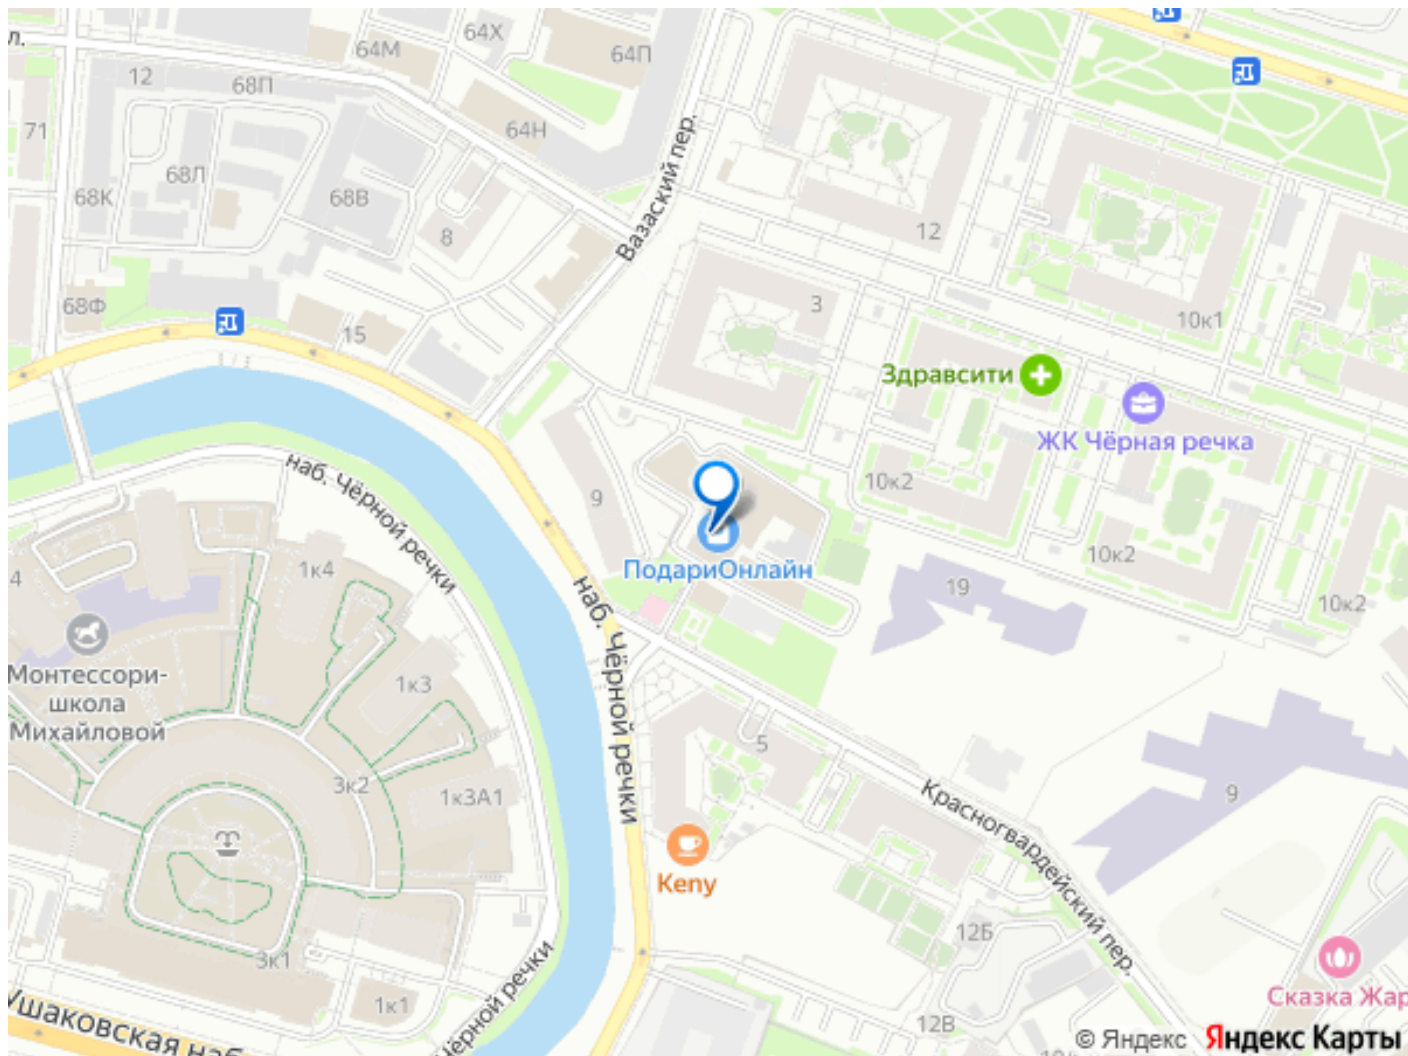 л.
64М
64Х
64П
12
68П
71
64Н
68Л
68К
68В
8
Вазаский пер.
12
68Ф
15
3
10к1
Здравсити
ЖК Чёрная речка
наб. Чёрной речки
9
10к2
10к2
ПодариОнлайн
19
10к2
4
1к4
наб. Чёрной речки
Монтессори-
школа
Михайловой
1к3
5
3к2
1к3А1
Красногвардейский пер.
9
Keny
12Б
3к1
1к1
Ушаковская наб
Чёрной речки
12В
Сказка Жар
© Яндекс
Яндекс Карты